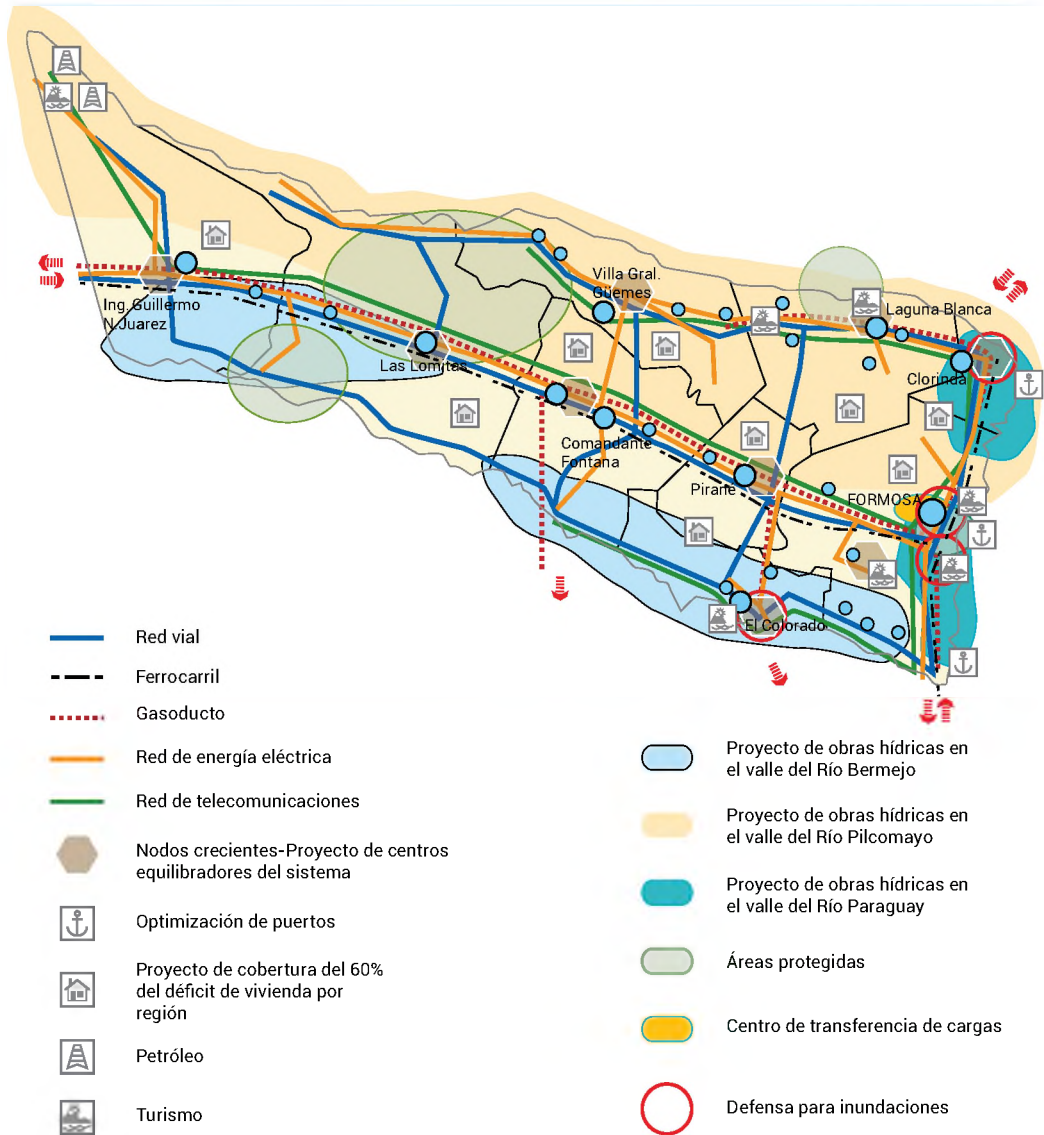 Villa Gral.
Güemes
Laguna Blanca
Ing. Guillermo
N.Juarez
Las Lomitas
Clorinda
Comandante
Fontana
Pirané
FORMOSA
El Colorado
Red vial
Ferrocarril
Gasoducto
Red de energía eléctrica
Red de telecomunicaciones
Nodos crecientes-Proyecto de centros
equilibradores del sistema
Optimización de puertos
Proyecto de cobertura del 60%
del déficit de vivienda por
región
Petróleo
Turismo
Proyecto de obras hídricas en
el valle del Río Bermejo
Proyecto de obras hídricas en
el valle del Río Pilcomayo
Proyecto de obras hídricas en
el valle del Río Paraguay
Áreas protegidas
Centro de transferencia de cargas
Defensa para inundaciones